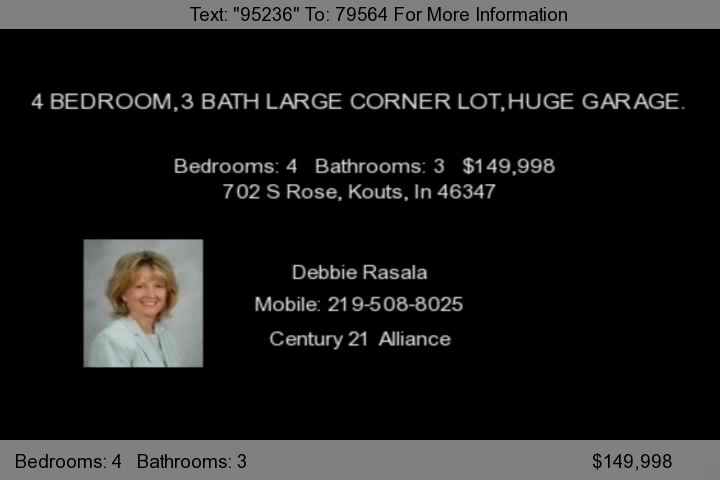 Text: "95236" To: 79564 For More Information
4 BEDROOM,3 BATH LARGE CORNER LOT,HUGE GARAGE.
Bedrooms: 4 Bathrooms: 3 $149,998
702 S Rose, Kouts, In 46347
Debbie Rasala
Mobile: 219-508-8025
Century 21 Alliance
Bedrooms: 4 Bathrooms: 3 $149,998